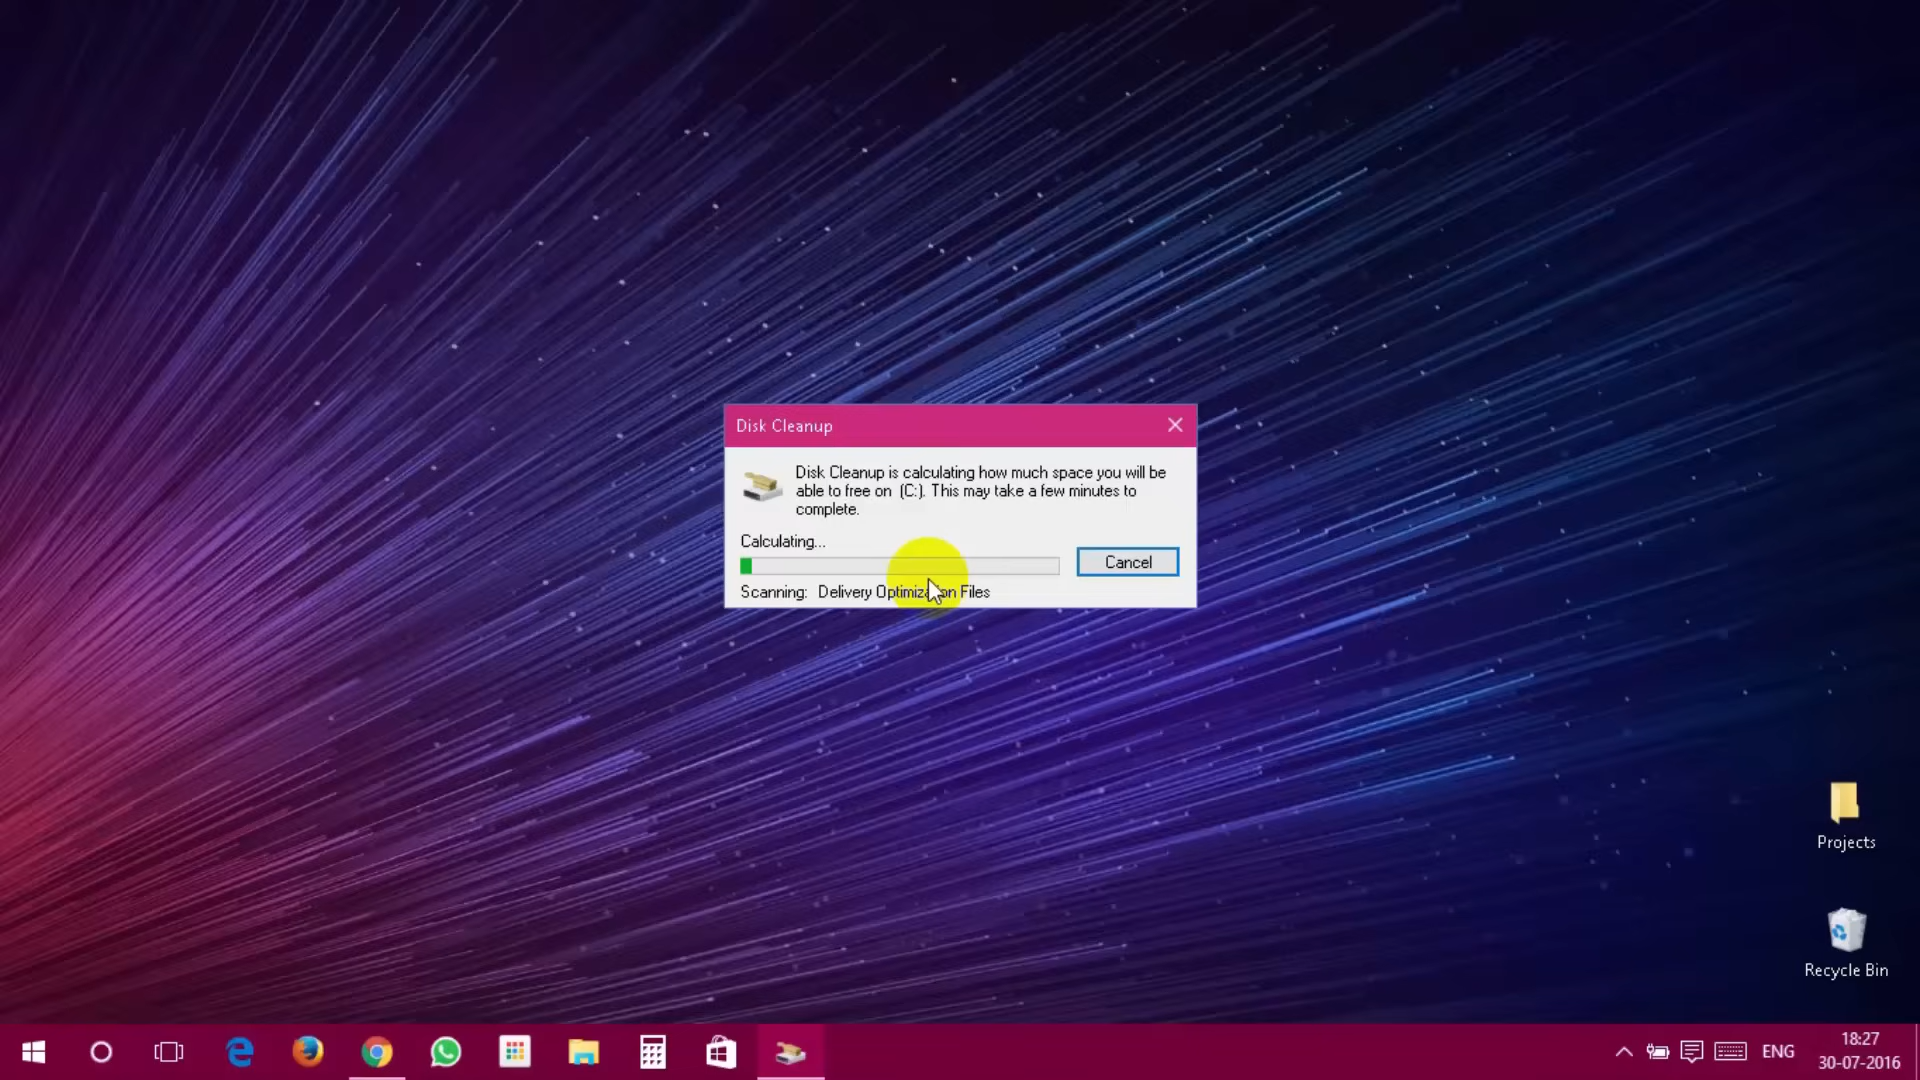 Disk Cleanup
Disk Cleanup is calculating how much space you will be
able to free on (C:). This may take a few minutes to
complete.
Calculating...
Cancel
Scanning: Delivery Optimization Files
Projects
Recycle Bin
ENG
18:27
30-07-2016